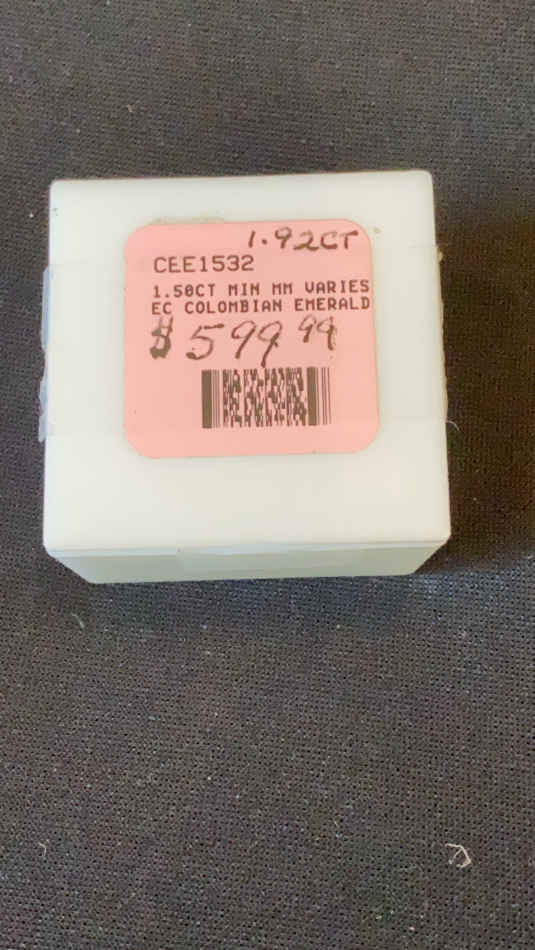 1.92CT
CEE1532
1.50CT MIN MM VARIES
EC COLOMBIAN EMERALD
$599.99